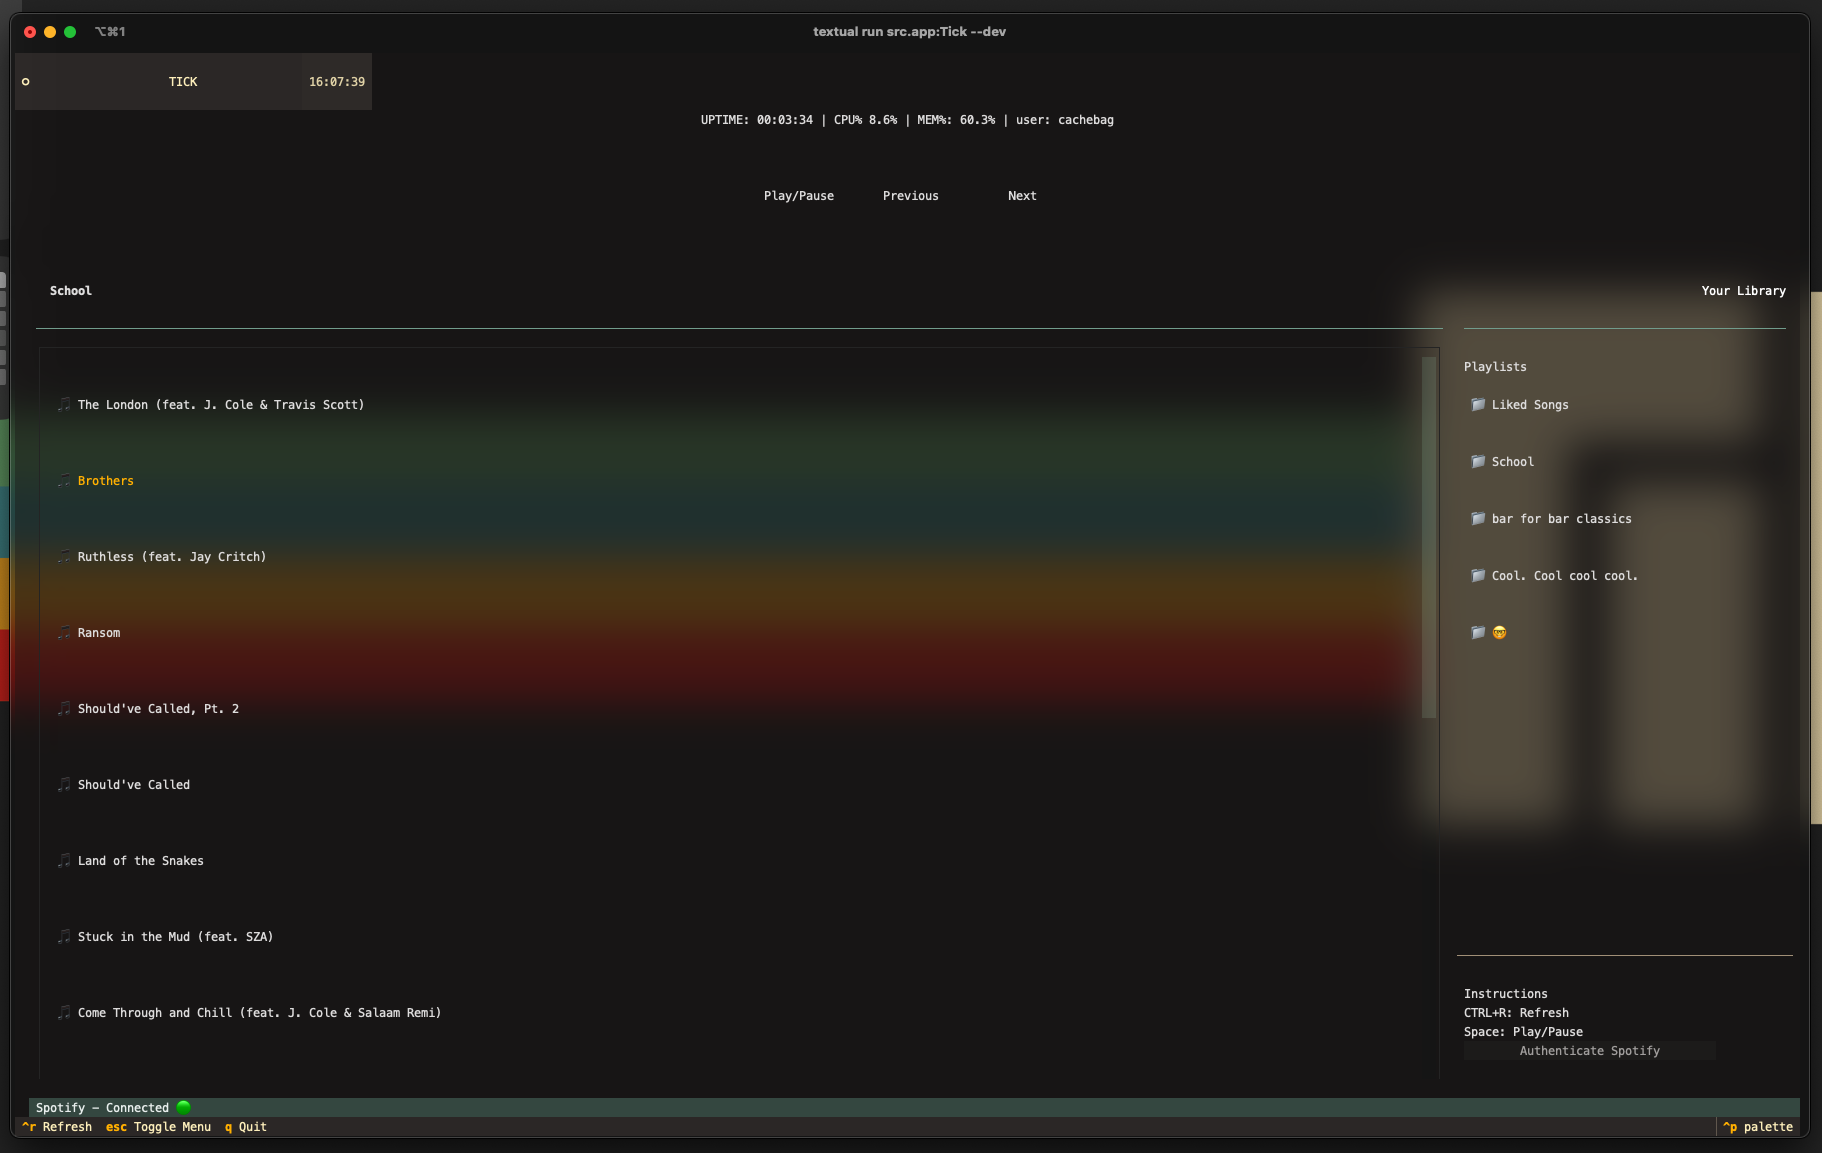 ⌥⌘1
textual run src.app:Tick --dev
TICK
16:07:39
UPTIME: 00:03:34 | CPU% 8.6% | MEM%: 60.3% | user: cachebag
Play/Pause Previous Next
School
The London (feat. J. Cole & Travis Scott)
Brothers
Ruthless (feat. Jay Critch)
Ransom
Should've Called, Pt. 2
Should've Called
Land of the Snakes
Stuck in the Mud (feat. SZA)
Come Through and Chill (feat. J. Cole & Salaam Remi)
Your Library
Playlists
Liked Songs
School
bar for bar classics
Cool. Cool cool cool.
🤓
Instructions
CTRL+R: Refresh
Space: Play/Pause
Authenticate Spotify
Spotify – Connected
^r Refresh esc Toggle Menu q Quit
^p palette